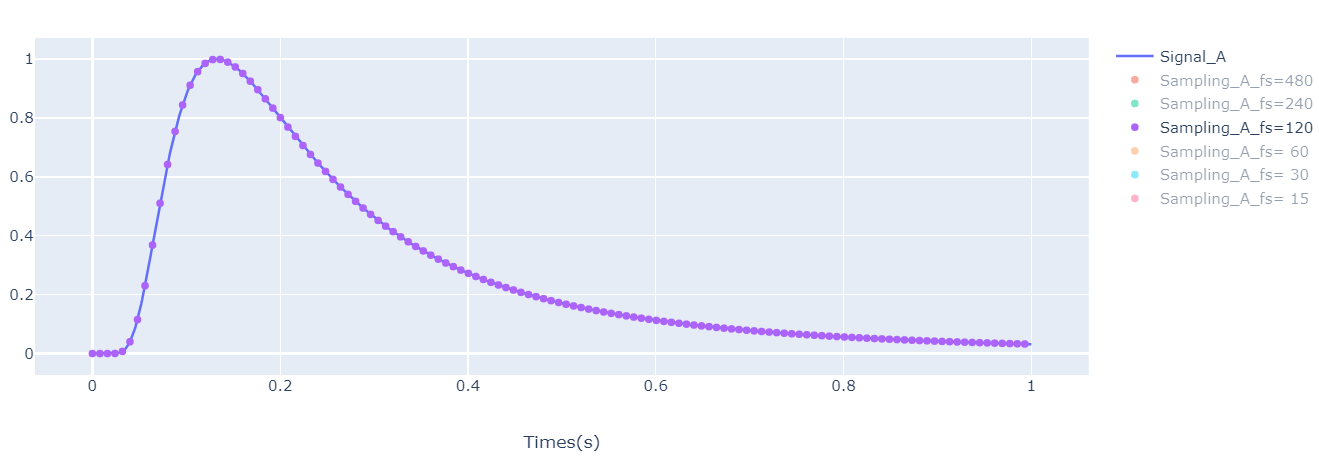 1
0.8
0.6
0.4
0.2
0
0 0.2 0.4 0.6 0.8 1
Times(s)
Signal_A
Sampling_A_fs=480
Sampling_A_fs=240
Sampling_A_fs=120
Sampling_A_fs= 60
Sampling_A_fs= 30
Sampling_A_fs= 15